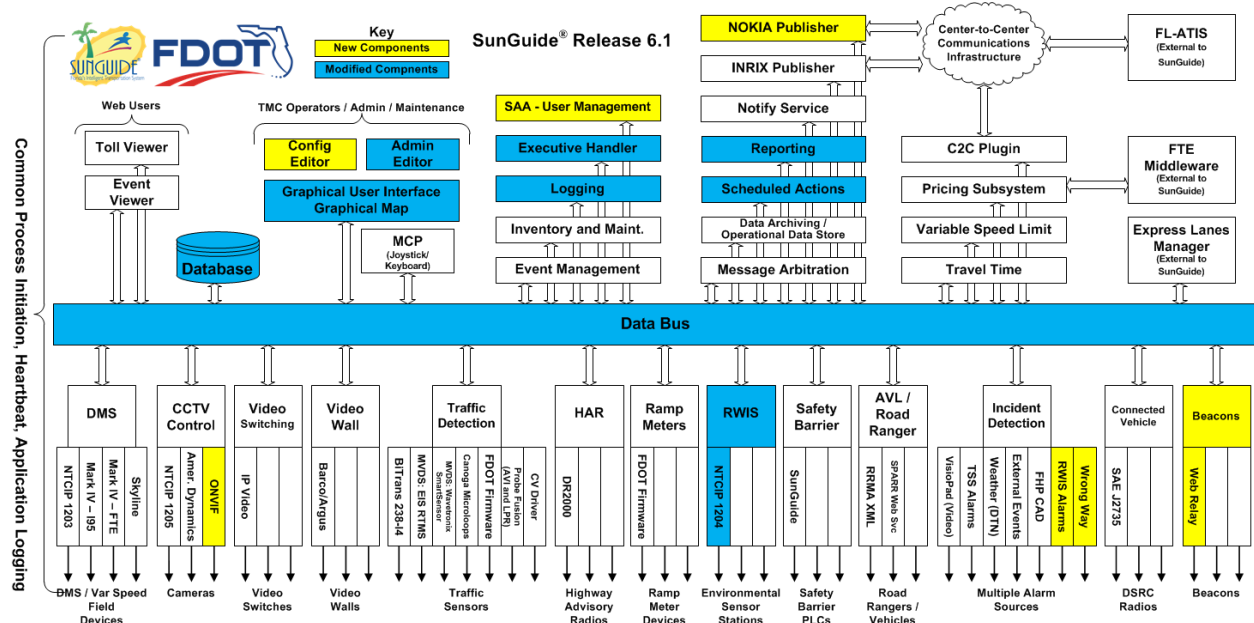 Common Process Initiation, Heartbeat, Application Logging
SUNGUIDE
Florida's Intelligent Transportation System
FDOT
Key
New Components
Modified Compnents
SunGuide® Release 6.1
NOKIA Publisher
INRIX Publisher
Notify Service
Reporting
Scheduled Actions
Data Archiving /
Operational Data Store
Message Arbitration
Center-to-Center
Communications
Infrastructure
FL-ATIS
(External to
SunGuide)
Web Users
Toll Viewer
Event
Viewer
TMC Operators / Admin / Maintenance
Config
Editor
Admin
Editor
Graphical User Interface
Graphical Map
MCP
(Joystick/
Keyboard)
Database
SAA - User Management
Executive Handler
Logging
Inventory and Maint.
Event Management
C2C Plugin
Pricing Subsystem
Variable Speed Limit
Travel Time
FTE
Middleware
(External to
SunGuide)
Express Lanes
Manager
(External to
SunGuide)
Data Bus
DMS
NTCIP 1203
Mark IV – I95
Mark IV – FTE
Skyline
DMS / Var Speed
Field
Devices
CCTV
Control
NTCIP 1205
Amer. Dynamics
ONVIF
Cameras
Video
Switching
IP Video
Video
Switches
Video
Wall
Barco/Argus
Video
Walls
Traffic
Detection
BiTrans 238-I4
MVDS: EIS RTMS
MVDS: Wavetronix
SmartSensor
Canoga Microloops
FDOT Firmware
Probe Fusion
(AVI and LPR)
CV Driver
Traffic
Sensors
HAR
DR2000
Highway
Advisory
Radios
Ramp
Meters
FDOT Firmware
Ramp
Meter
Devices
RWIS
NTCIP 1204
Environmental
Sensor
Stations
Safety
Barrier
SunGuide
Safety
Barrier
PLCs
AVL /
Road
Ranger
RRMA XML
SPARR Web Svc
Road
Rangers /
Vehicles
Incident
Detection
VisioPad (Video)
TSS Alarms
Weather (DTN)
External Events
FHP CAD
RWIS Alarms
Wrong Way
Multiple Alarm
Sources
Connected
Vehicle
SAE J2735
DSRC
Radios
Beacons
Web Relay
Beacons